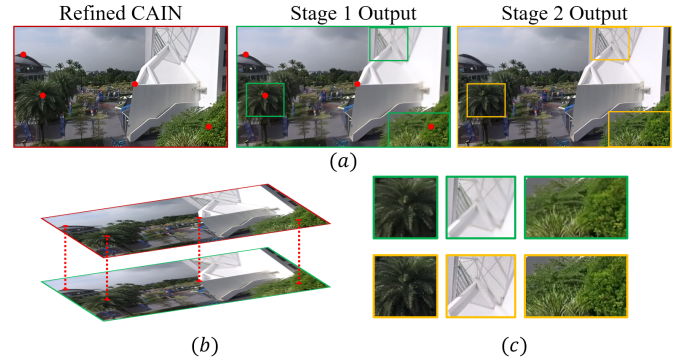 Refined CAIN
Stage 1 Output
Stage 2 Output
(a)
(b)
(c)